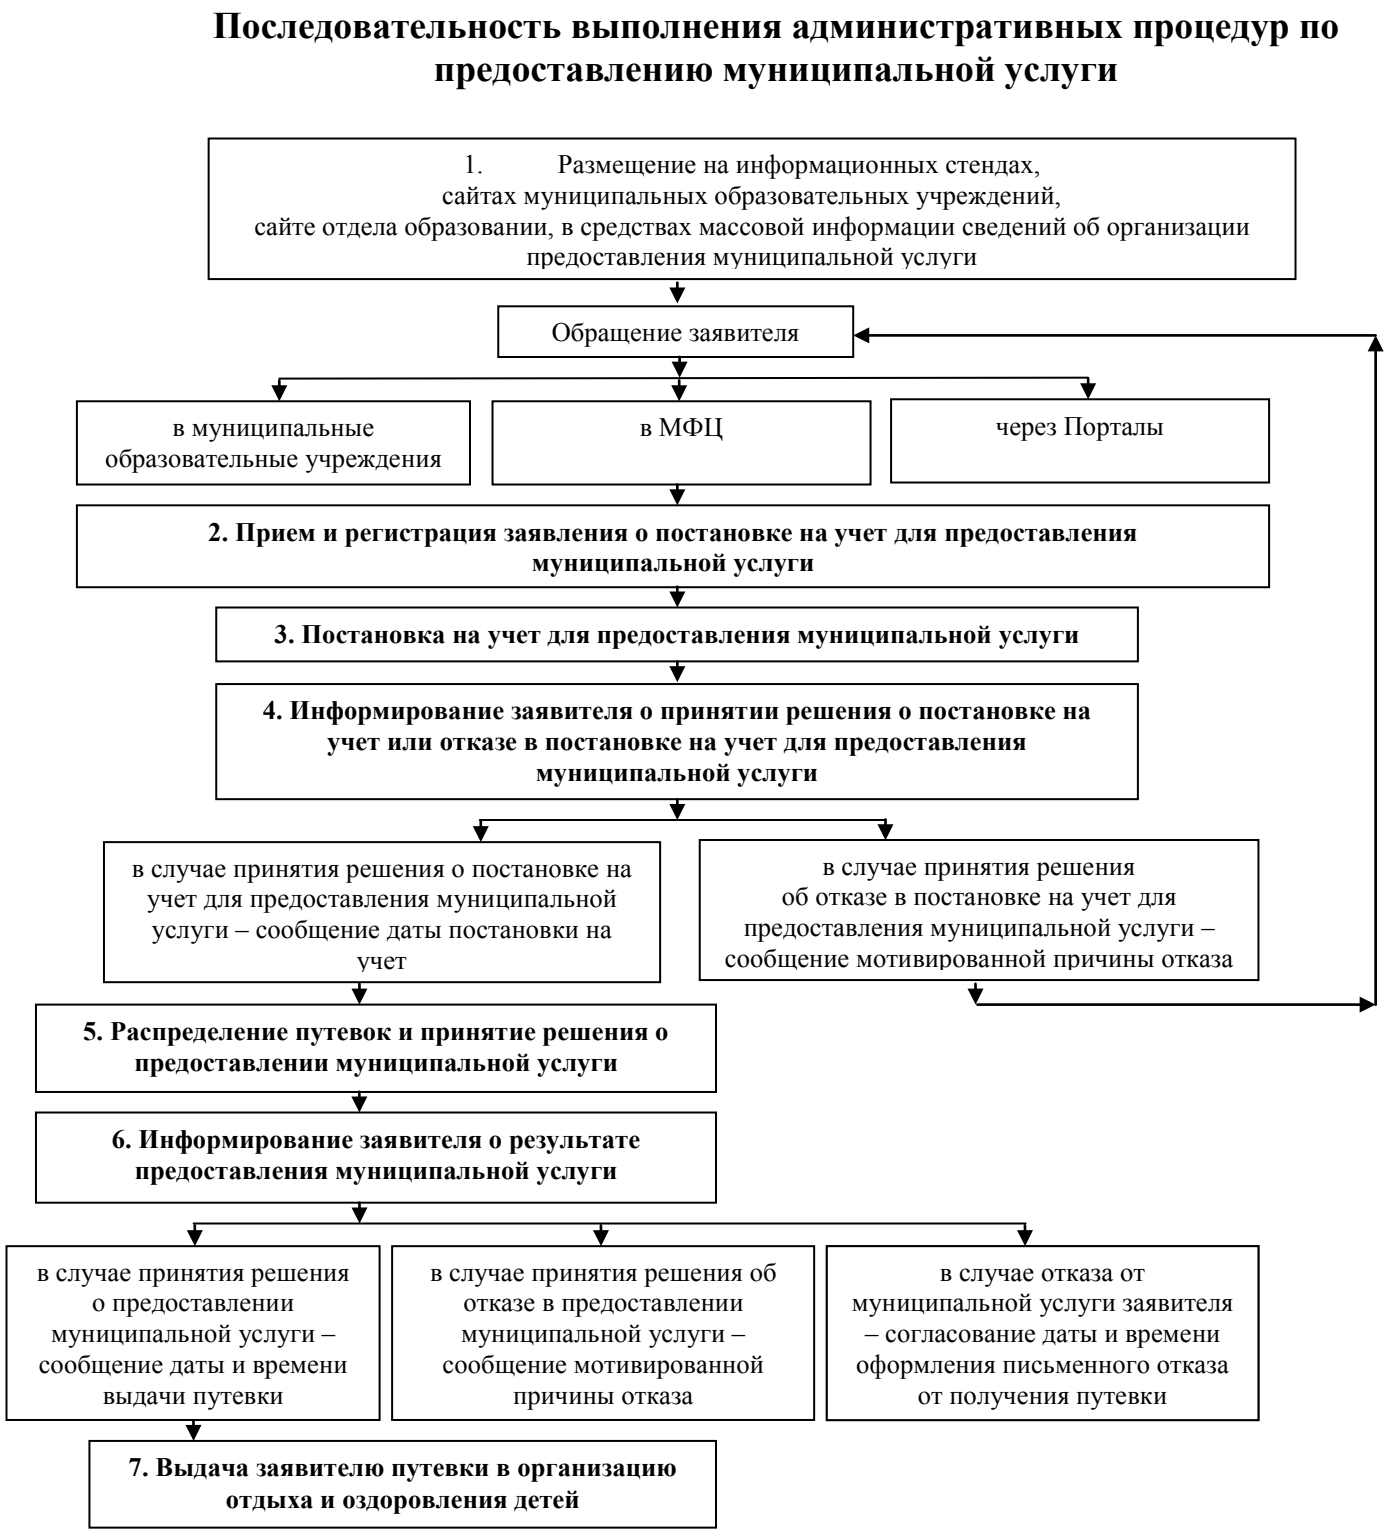 Последовательность выполнения административных процедур по
предоставлению муниципальной услуги
1. Размещение на информационных стендах,
сайтах муниципальных образовательных учреждений,
сайте отдела образовании, в средствах массовой информации сведений об организации
предоставления муниципальной услуги
Обращение заявителя
в муниципальные
образовательные учреждения
в МФЦ
через Порталы
2. Прием и регистрация заявления о постановке на учет для предоставления
муниципальной услуги
3. Постановка на учет для предоставления муниципальной услуги
4. Информирование заявителя о принятии решения о постановке на
учет или отказе в постановке на учет для предоставления
муниципальной услуги
в случае принятия решения о постановке на
учет для предоставления муниципальной
услуги – сообщение даты постановки на
учет
в случае принятия решения
об отказе в постановке на учет для
предоставления муниципальной услуги –
сообщение мотивированной причины отказа
5. Распределение путевок и принятие решения о
предоставлении муниципальной услуги
6. Информирование заявителя о результате
предоставления муниципальной услуги
в случае принятия решения
о предоставлении
муниципальной услуги –
сообщение даты и времени
выдачи путевки
в случае принятия решения об
отказе в предоставлении
муниципальной услуги –
сообщение мотивированной
причины отказа
в случае отказа от
муниципальной услуги заявителя
– согласование даты и времени
оформления письменного отказа
от получения путевки
7. Выдача заявителю путевки в организацию
отдыха и оздоровления детей